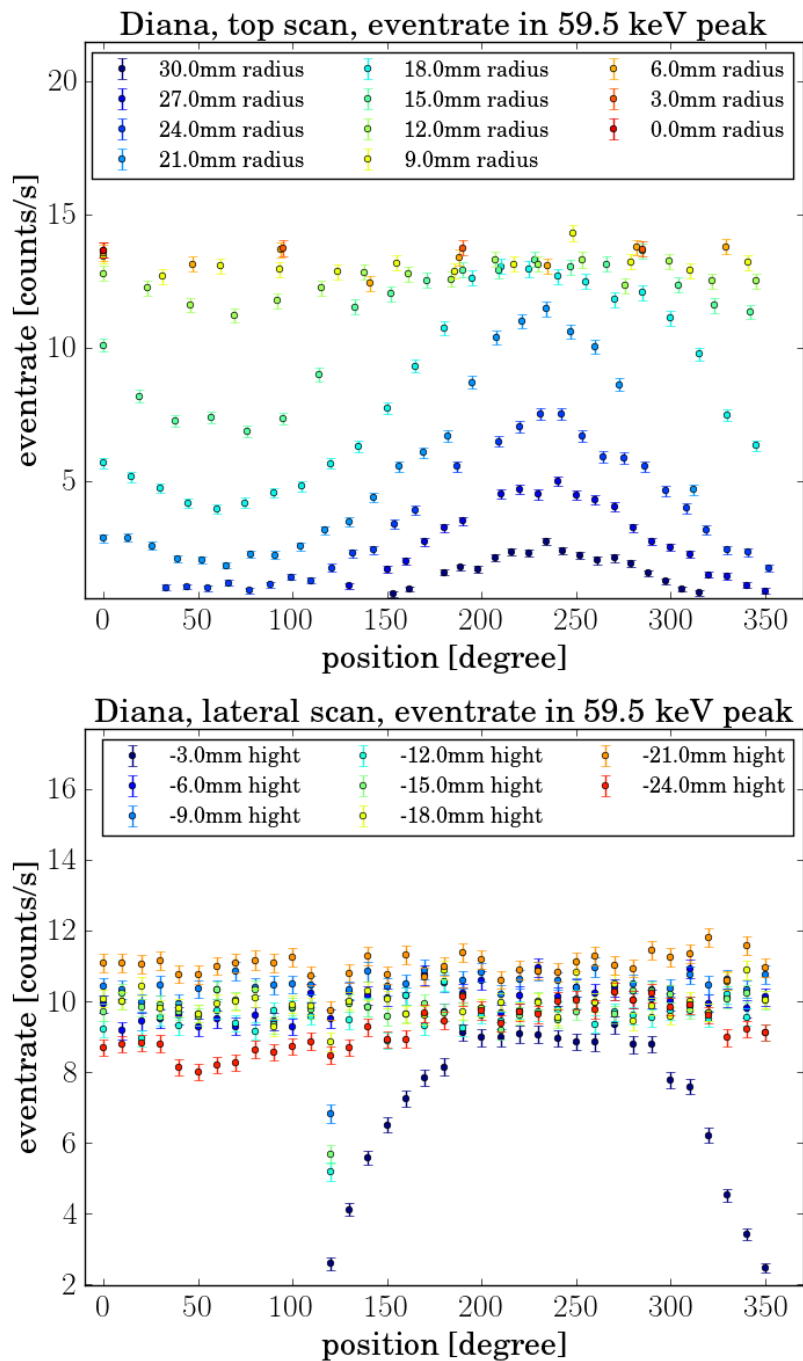 Diana, top scan, eventrate in 59.5 keV peak
30.0mm radius 18.0mm radius 6.0mm radius
27.0mm radius 15.0mm radius 3.0mm radius
24.0mm radius 12.0mm radius 0.0mm radius
21.0mm radius 9.0mm radius
20
15
10
5
eventrate [counts/s]
0 50 100 150 200 250 300 350
position [degree]
Diana, lateral scan, eventrate in 59.5 keV peak
-3.0mm hight -12.0mm hight -21.0mm hight
-6.0mm hight -15.0mm hight -24.0mm hight
-9.0mm hight -18.0mm hight
16
14
12
10
8
6
4
2
eventrate [counts/s]
0 50 100 150 200 250 300 350
position [degree]